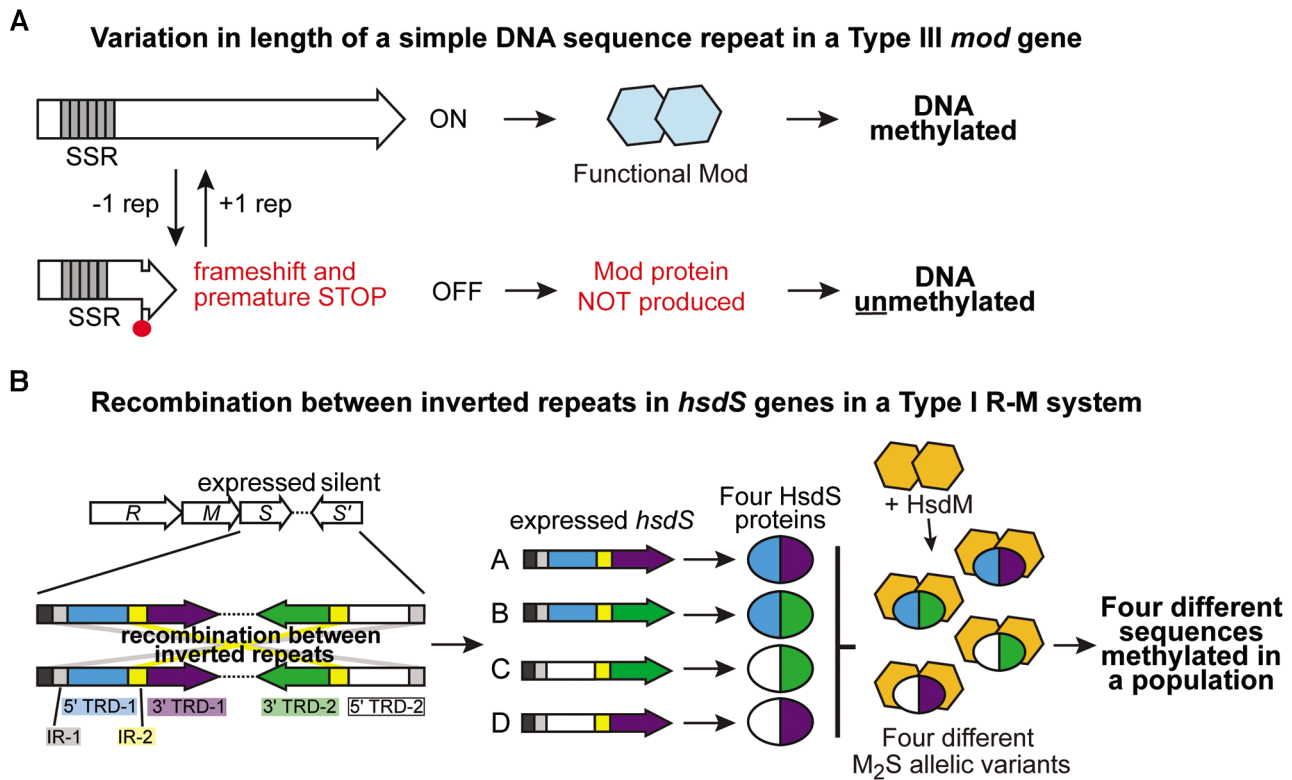 A
Variation in length of a simple DNA sequence repeat in a Type III mod gene
SSR
ON
Functional Mod
DNA
methylated
-1 rep
+1 rep
SSR
frameshift and
premature STOP
OFF
Mod protein
NOT produced
DNA
unmethylated
B
Recombination between inverted repeats in hsdS genes in a Type I R-M system
expressed silent
R
M
S
S'
recombination between
inverted repeats
5' TRD-1
3' TRD-1
3' TRD-2
5' TRD-2
IR-1
IR-2
expressed hsdS
A
B
C
D
Four HsdS
proteins
+ HsdM
Four different
M₂S allelic variants
Four different
sequences
methylated in
a population